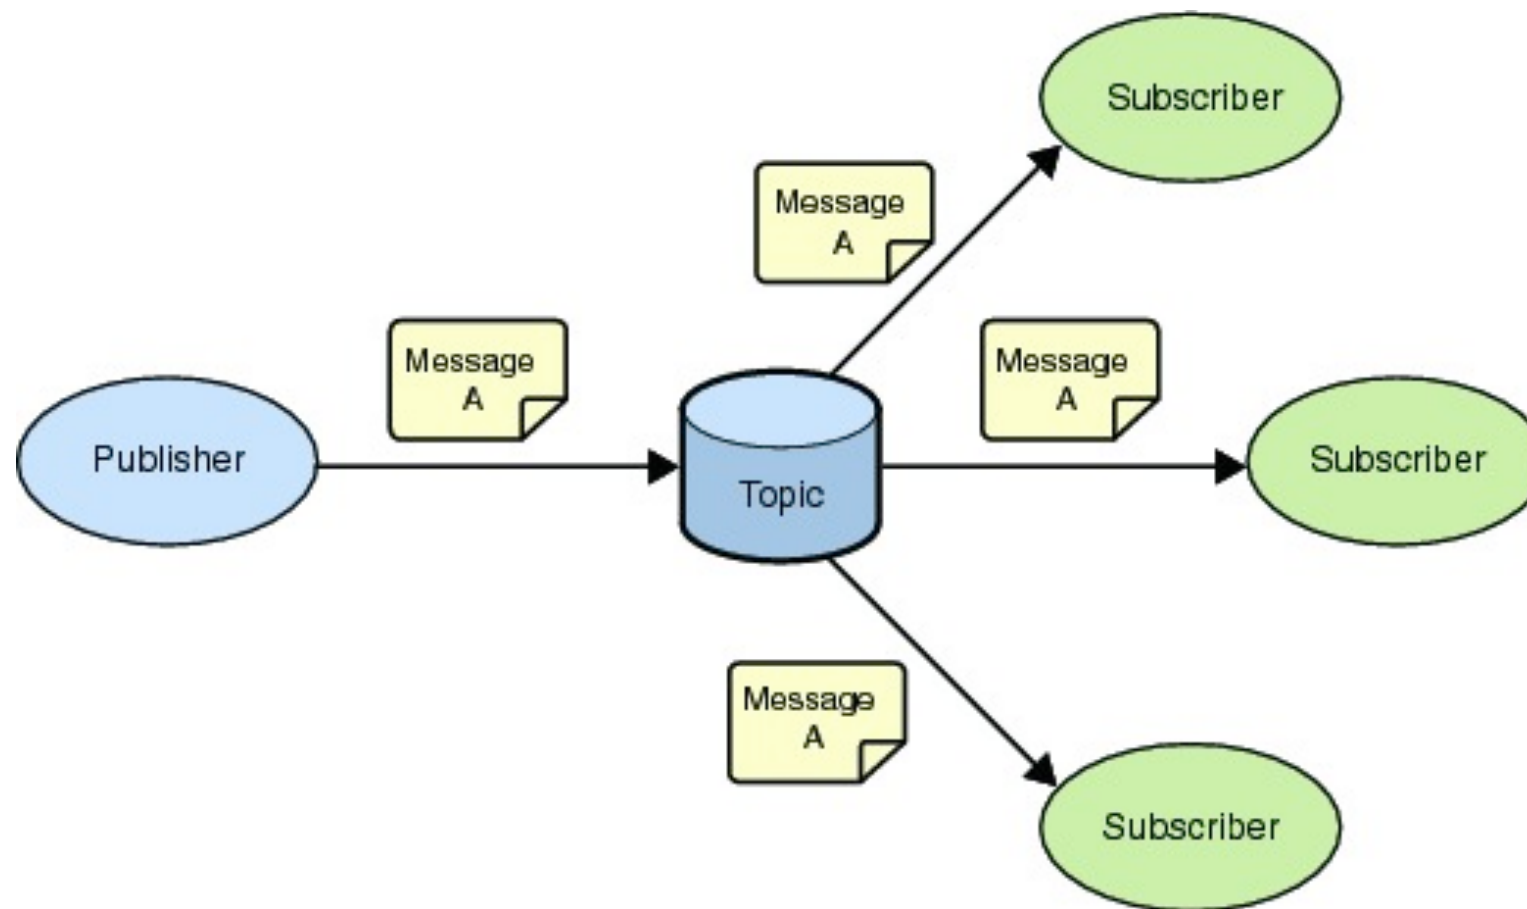 Subscriber
Message
A
Message
A
Message
A
Publisher
Topic
Subscriber
Message
A
Subscriber